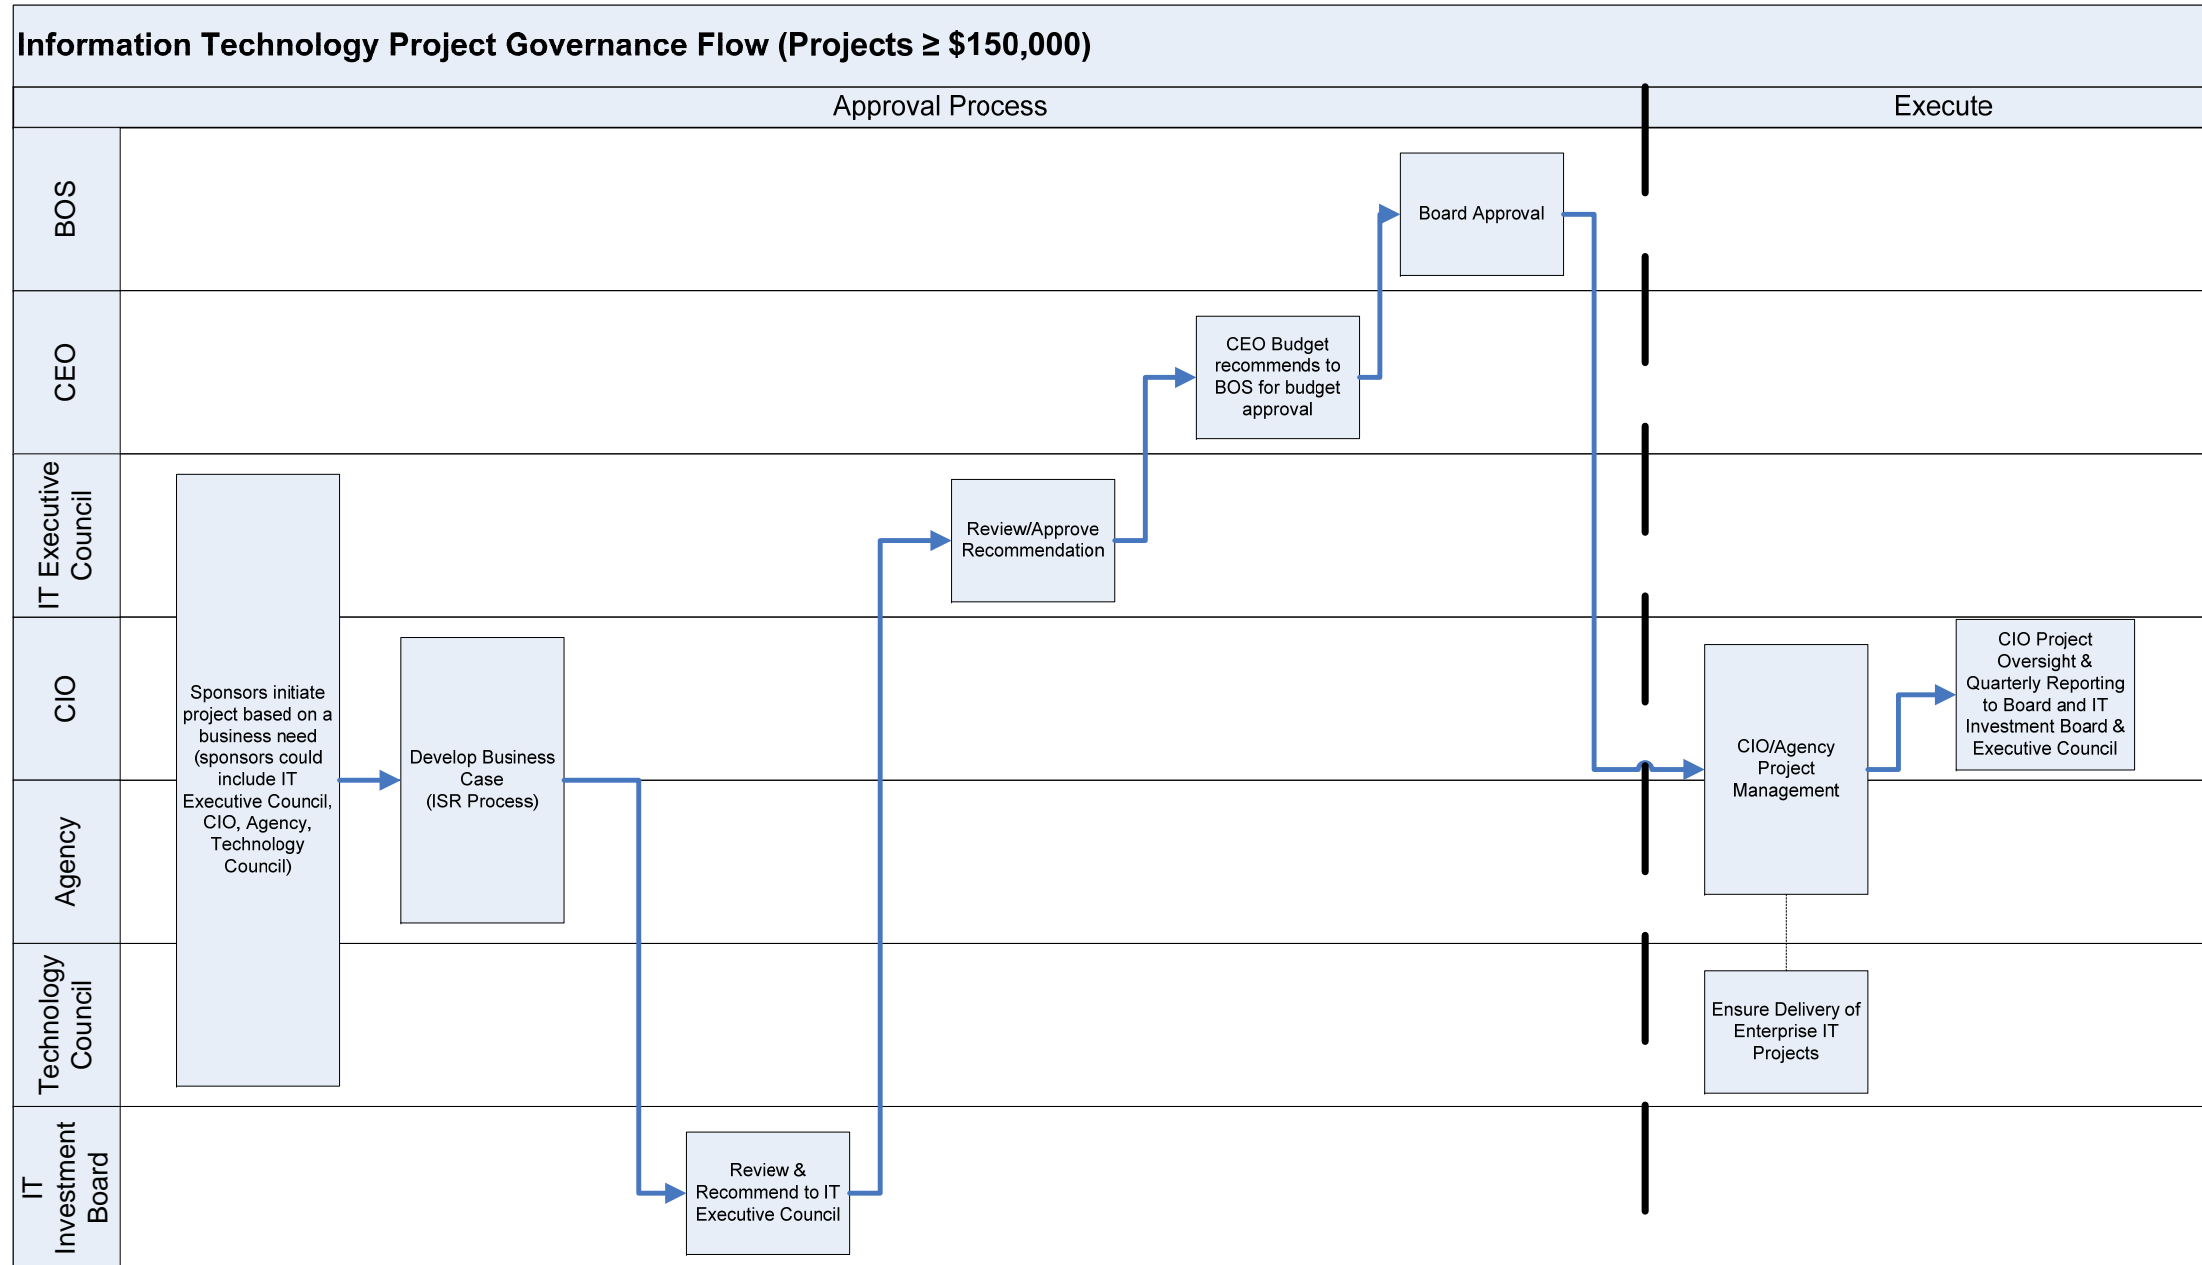 Information Technology Project Governance Flow (Projects ≥ $150,000)
Approval Process
Execute
BOS
Board Approval
CEO
CEO Budget
recommends to
BOS for budget
approval
IT Executive
Council
Review/Approve
Recommendation
CIO
Agency
Technology
Council
Sponsors initiate
project based on a
business need
(sponsors could
include IT
Executive Council,
CIO, Agency,
Technology
Council)
Develop Business
Case
(ISR Process)
CIO/Agency
Project
Management
CIO Project
Oversight &
Quarterly Reporting
to Board and IT
Investment Board &
Executive Council
Ensure Delivery of
Enterprise IT
Projects
IT
Investment
Board
Review &
Recommend to IT
Executive Council